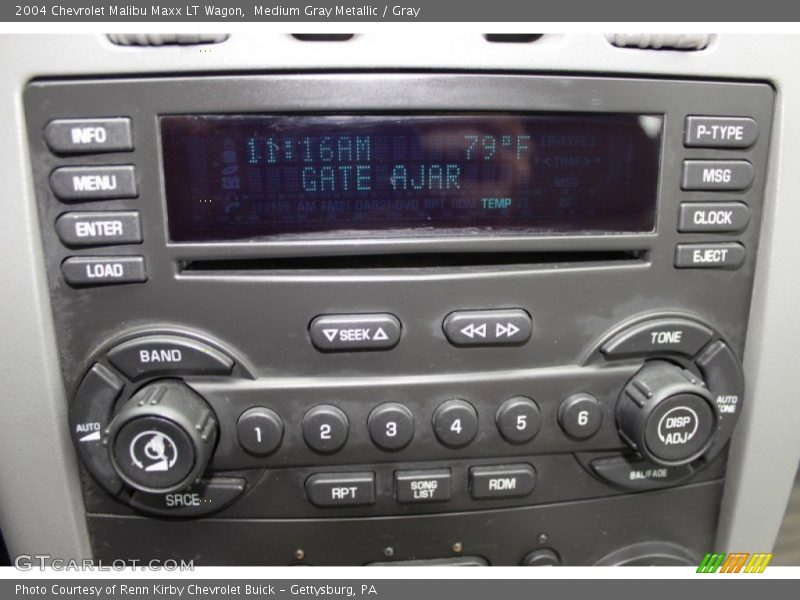 2004 Chevrolet Malibu Maxx LT Wagon, Medium Gray Metallic / Gray
INFO
MENU
ENTER
LOAD
11:16AM 79°F
GATE AJAR
TEMP
P-TYPE
MSG
CLOCK
EJECT
SEEK
BAND
TONE
AUTO
AUTO TONE
1 2 3 4 5 6
DISP
ADJ
SRCE
RPT
SONG
LIST
RDM
BAL/FADE
GTCARLOT.COM
Photo Courtesy of Renn Kirby Chevrolet Buick - Gettysburg, PA